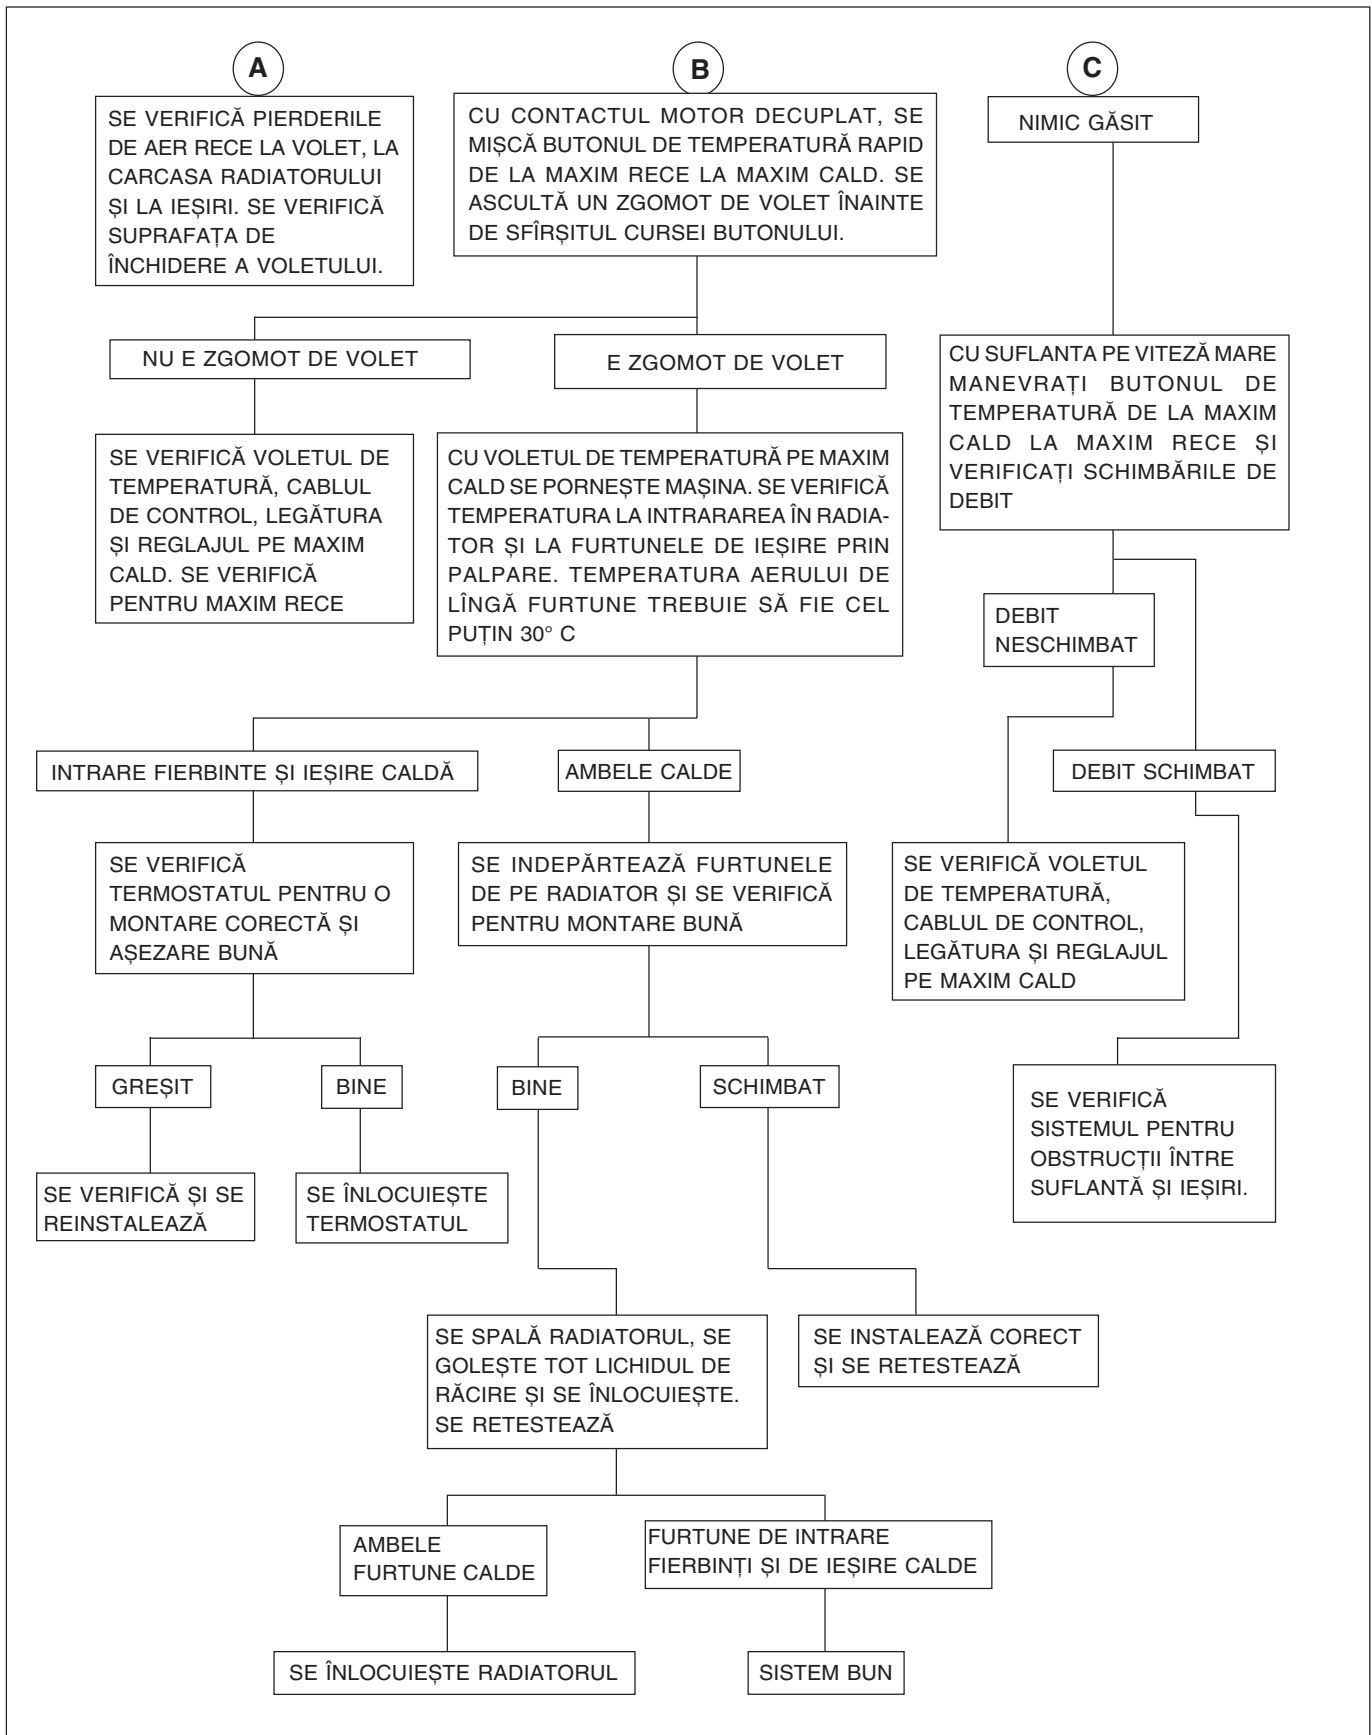 A
SE VERIFICĂ PIERDERILE
DE AER RECE LA VOLET, LA
CARCASA RADIATORULUI
ȘI LA IEȘIRI. SE VERIFICĂ
SUPRAFAȚA DE
ÎNCHIDERE A VOLETULUI.
B
CU CONTACTUL MOTOR DECUPLAT, SE
MIȘCĂ BUTONUL DE TEMPERATURĂ RAPID
DE LA MAXIM RECE LA MAXIM CALD. SE
ASCULTĂ UN ZGOMOT DE VOLET ÎNAINTE
DE SFÎRȘITUL CURSEI BUTONULUI.
C
NIMIC GĂSIT
NU E ZGOMOT DE VOLET
E ZGOMOT DE VOLET
CU SUFLANTA PE VITEZĂ MARE
MANEVRAȚI BUTONUL DE
TEMPERATURĂ DE LA MAXIM
CALD LA MAXIM RECE ȘI
VERIFICAȚI SCHIMBĂRILE DE
DEBIT
SE VERIFICĂ VOLETUL DE
TEMPERATURĂ, CABLUL
DE CONTROL, LEGĂTURA
ȘI REGLAJUL PE MAXIM
CALD. SE VERIFICĂ
PENTRU MAXIM RECE
CU VOLETUL DE TEMPERATURĂ PE MAXIM
CALD SE PORNEȘTE MAȘINA. SE VERIFICĂ
TEMPERATURA LA INTRARAREA ÎN RADIA-
TOR ȘI LA FURTUNELE DE IEȘIRE PRIN
PALPARE. TEMPERATURA AERULUI DE
LÎNGĂ FURTUNE TREBUIE SĂ FIE CEL
PUȚIN 30° C
DEBIT
NESCHIMBAT
INTRARE FIERBINTE ȘI IEȘIRE CALDĂ
AMBELE CALDE
DEBIT SCHIMBAT
SE VERIFICĂ
TERMOSTATUL PENTRU O
MONTARE CORECTĂ ȘI
AȘEZARE BUNĂ
SE INDEPĂRTEAZĂ FURTUNELE
DE PE RADIATOR ȘI SE VERIFICĂ
PENTRU MONTARE BUNĂ
SE VERIFICĂ VOLETUL
DE TEMPERATURĂ,
CABLUL DE CONTROL,
LEGĂTURA ȘI REGLAJUL
PE MAXIM CALD
GREȘIT
BINE
BINE
SCHIMBAT
SE VERIFICĂ
SISTEMUL PENTRU
OBSTRUCȚII ÎNTRE
SUFLANTĂ ȘI IEȘIRI.
SE VERIFICĂ ȘI SE
REINSTALEAZĂ
SE ÎNLOCUIEȘTE
TERMOSTATUL
SE SPALĂ RADIATORUL, SE
GOLEȘTE TOT LICHIDUL DE
RĂCIRE ȘI SE ÎNLOCUIEȘTE.
SE RETESTEAZĂ
SE INSTALEAZĂ CORECT
ȘI SE RETESTEAZĂ
AMBELE
FURTUNE CALDE
FURTUNE DE INTRARE
FIERBINȚI ȘI DE IEȘIRE CALDE
SE ÎNLOCUIEȘTE RADIATORUL
SISTEM BUN